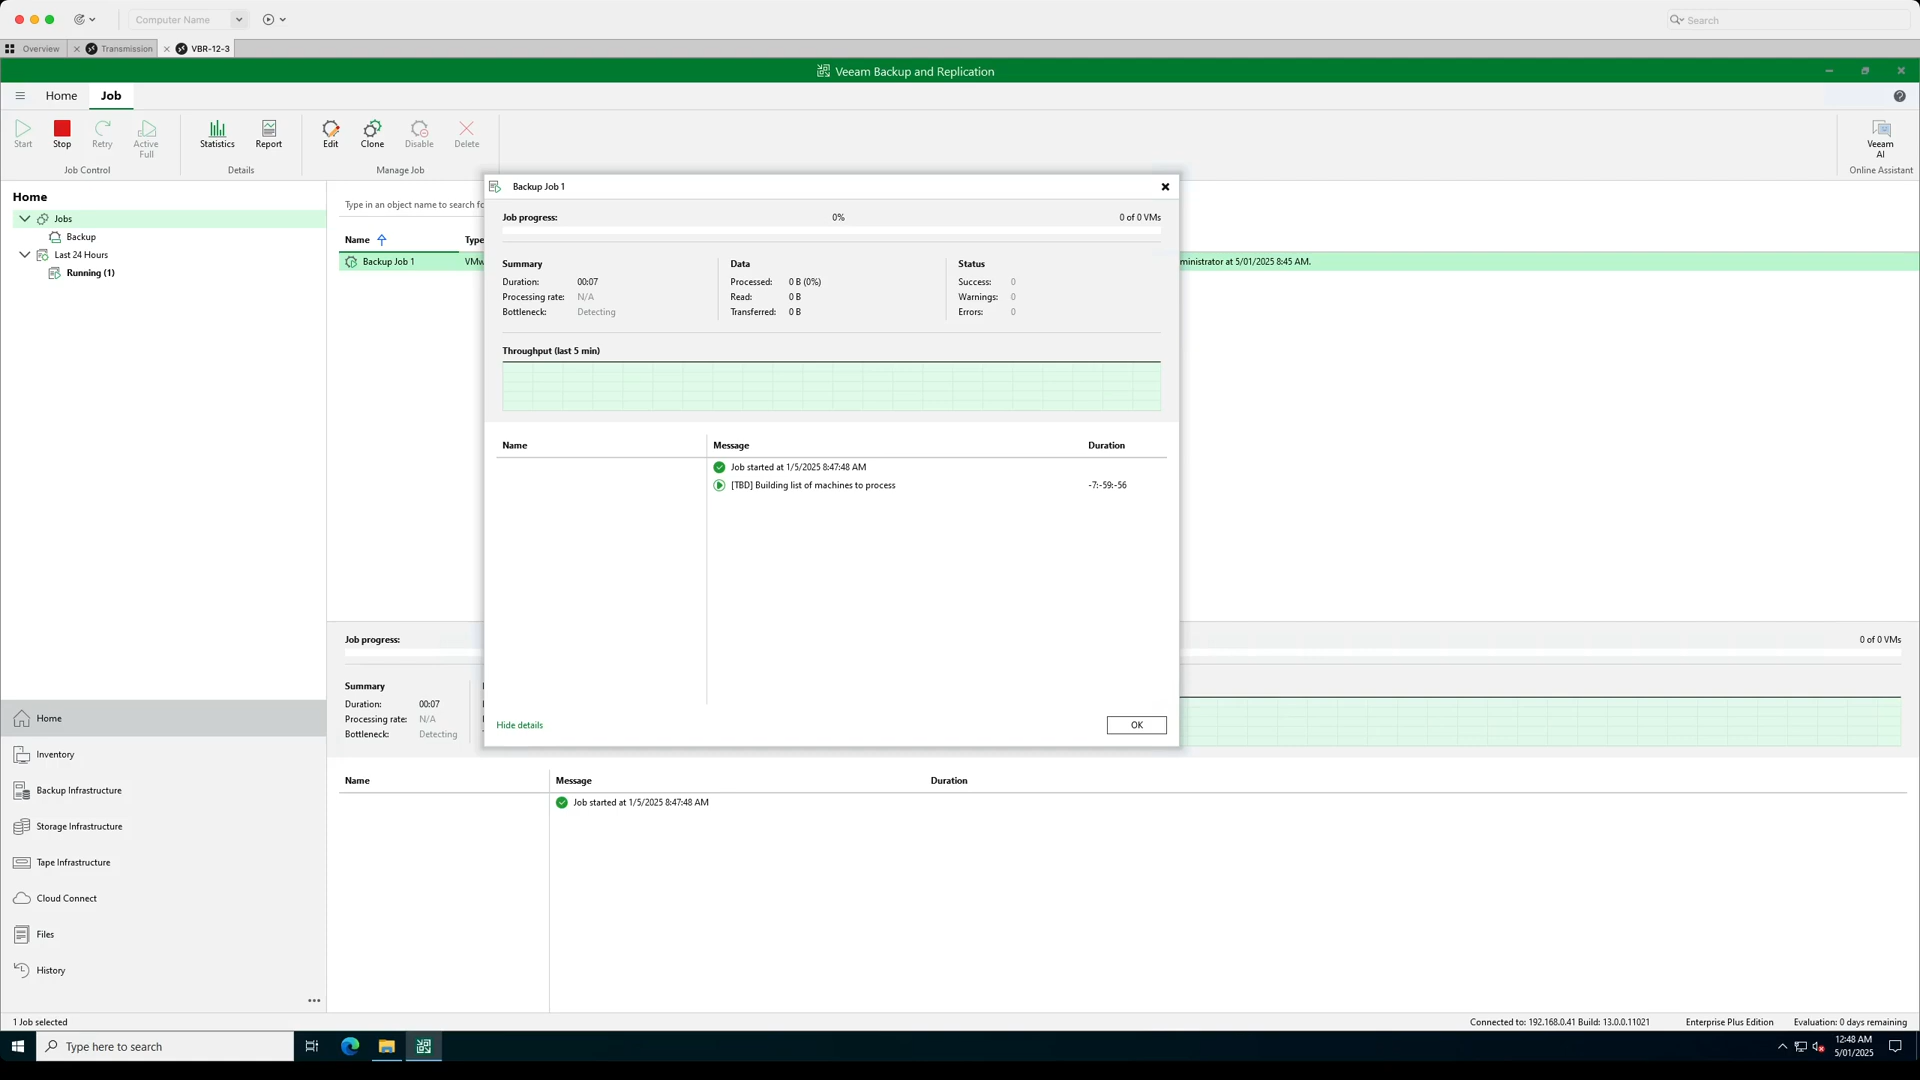 Computer Name
Search
Overview
Transmission
VBR-12-3
Veeam Backup and Replication
Home
Job
Start
Stop
Retry
Active
Full
Statistics
Report
Edit
Clone
Disable
Delete
Veeam
AI
Job Control
Details
Manage Job
Online Assistant
Home
Jobs
Backup
Last 24 Hours
Running (1)
Type in an object name to search fo
Name
Type
Backup Job 1
VMw
ministrator at 5/01/2025 8:45 AM.
Backup Job 1
Job progress:
0%
0 of 0 VMs
Summary
Duration: 00:07
Processing rate: N/A
Bottleneck: Detecting
Data
Processed: 0 B (0%)
Read: 0 B
Transferred: 0 B
Status
Success: 0
Warnings: 0
Errors: 0
Throughput (last 5 min)
Name
Message
Duration
Job started at 1/5/2025 8:47:48 AM
[TBD] Building list of machines to process -7:-59:-56
Hide details
OK
Job progress:
0 of 0 VMs
Summary
Duration: 00:07
Processing rate: N/A
Bottleneck: Detecting
Name
Message
Duration
Job started at 1/5/2025 8:47:48 AM
Home
Inventory
Backup Infrastructure
Storage Infrastructure
Tape Infrastructure
Cloud Connect
Files
History
1 Job selected
Connected to: 192.168.0.41 Build: 13.0.0.11021
Enterprise Plus Edition
Evaluation: 0 days remaining
Type here to search
12:48 AM
5/01/2025